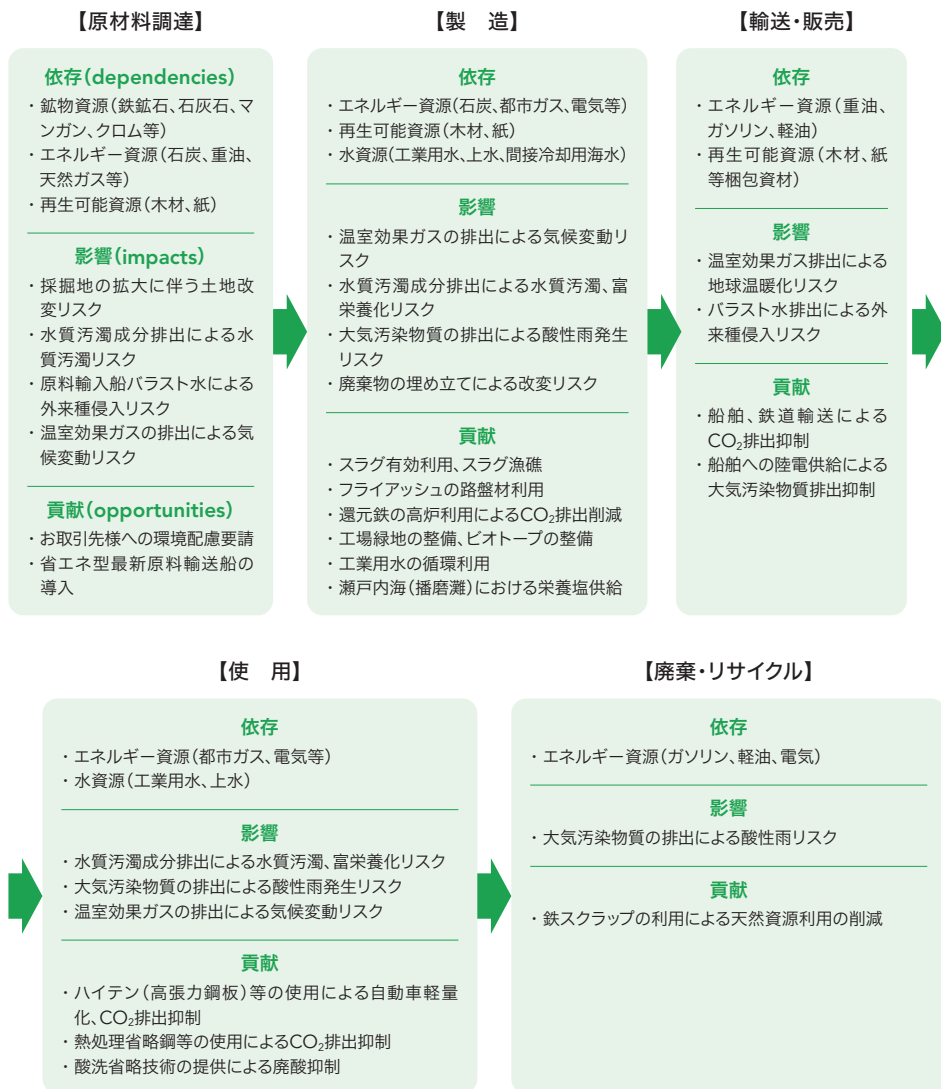 【原材料調達】
依存(dependencies)
・鉱物資源(鉄鉱石、石灰石、マ
ンガン、クロム等)
・エネルギー資源(石炭、重油、
天然ガス等)
・再生可能資源(木材、紙)
影響(impacts)
・採掘地の拡大に伴う土地改
変リスク
・水質汚濁成分排出による水
質汚濁リスク
・原料輸入船バラスト水による
外来種侵入リスク
・温室効果ガスの排出による気
候変動リスク
貢献(opportunities)
・お取引先様への環境配慮要請
・省エネ型最新原料輸送船の
導入
【製　造】
依存
・エネルギー資源(石炭、都市ガス、電気等)
・再生可能資源(木材、紙)
・水資源(工業用水、上水、間接冷却用海水)
影響
・温室効果ガスの排出による気候変動リ
スク
・水質汚濁成分排出による水質汚濁、富
栄養化リスク
・大気汚染物質の排出による酸性雨発生
リスク
・廃棄物の埋め立てによる改変リスク
貢献
・スラグ有効利用、スラグ漁礁
・フライアッシュの路盤材利用
・還元鉄の高炉利用によるCO₂排出削減
・工場緑地の整備、ビオトープの整備
・工業用水の循環利用
・瀬戸内海(播磨灘)における栄養塩供給
【輸送・販売】
依存
・エネルギー資源(重油、
ガソリン、軽油)
・再生可能資源(木材、紙
等梱包資材)
影響
・温室効果ガス排出による
地球温暖化リスク
・バラスト水排出による外
来種侵入リスク
貢献
・船舶、鉄道輸送による
CO₂排出抑制
・船舶への陸電供給による
大気汚染物質排出抑制
【使　用】
依存
・エネルギー資源(都市ガス、電気等)
・水資源(工業用水、上水)
影響
・水質汚濁成分排出による水質汚濁、富栄養化リスク
・大気汚染物質の排出による酸性雨発生リスク
・温室効果ガスの排出による気候変動リスク
貢献
・ハイテン(高張力鋼板)等の使用による自動車軽量
化、CO₂排出抑制
・熱処理省略鋼等の使用によるCO₂排出抑制
・酸洗省略技術の提供による廃酸抑制
【廃棄・リサイクル】
依存
・エネルギー資源(ガソリン、軽油、電気)
影響
・大気汚染物質の排出による酸性雨リスク
貢献
・鉄スクラップの利用による天然資源利用の削減